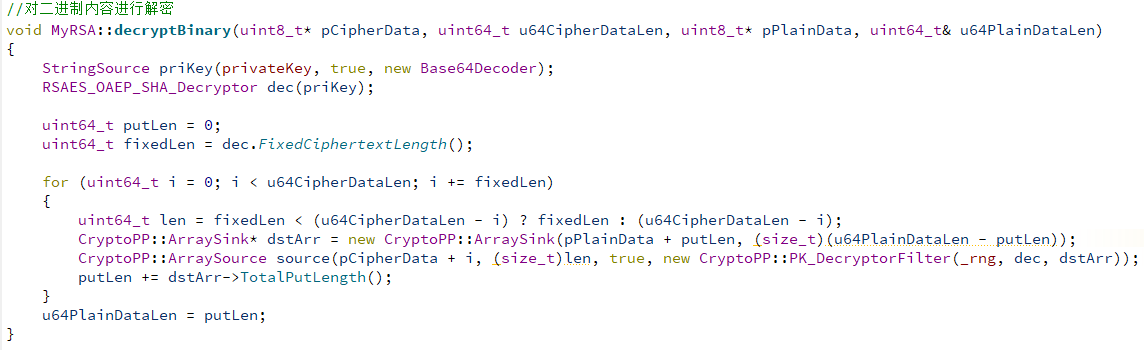 //对二进制内容进行解密
void MyRSA::decryptBinary(uint8_t* pCipherData, uint64_t u64CipherDataLen, uint8_t* pPlainData, uint64_t& u64PlainDataLen)
{
    StringSource priKey(privateKey, true, new Base64Decoder);
    RSAES_OAEP_SHA_Decryptor dec(priKey);

    uint64_t putLen = 0;
    uint64_t fixedLen = dec.FixedCiphertextLength();

    for (uint64_t i = 0; i < u64CipherDataLen; i += fixedLen)
    {
        uint64_t len = fixedLen < (u64CipherDataLen - i) ? fixedLen : (u64CipherDataLen - i);
        CryptoPP::ArraySink* dstArr = new CryptoPP::ArraySink(pPlainData + putLen, (size_t)(u64PlainDataLen - putLen));
        CryptoPP::ArraySource source(pCipherData + i, (size_t)len, true, new CryptoPP::PK_DecryptorFilter(_rng, dec, dstArr));
        putLen += dstArr->TotalPutLength();
    }
    u64PlainDataLen = putLen;
}